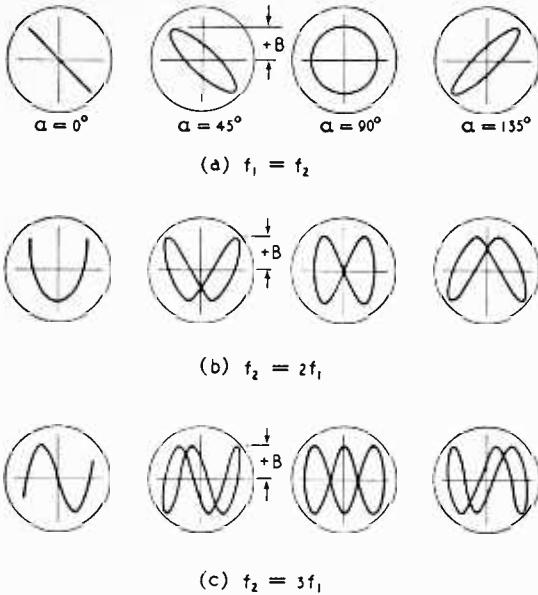 +B
α = 0° α = 45° α = 90° α = 135°
(a) f₁ = f₂
+B
(b) f₂ = 2f₁
+B
(c) f₂ = 3f₁